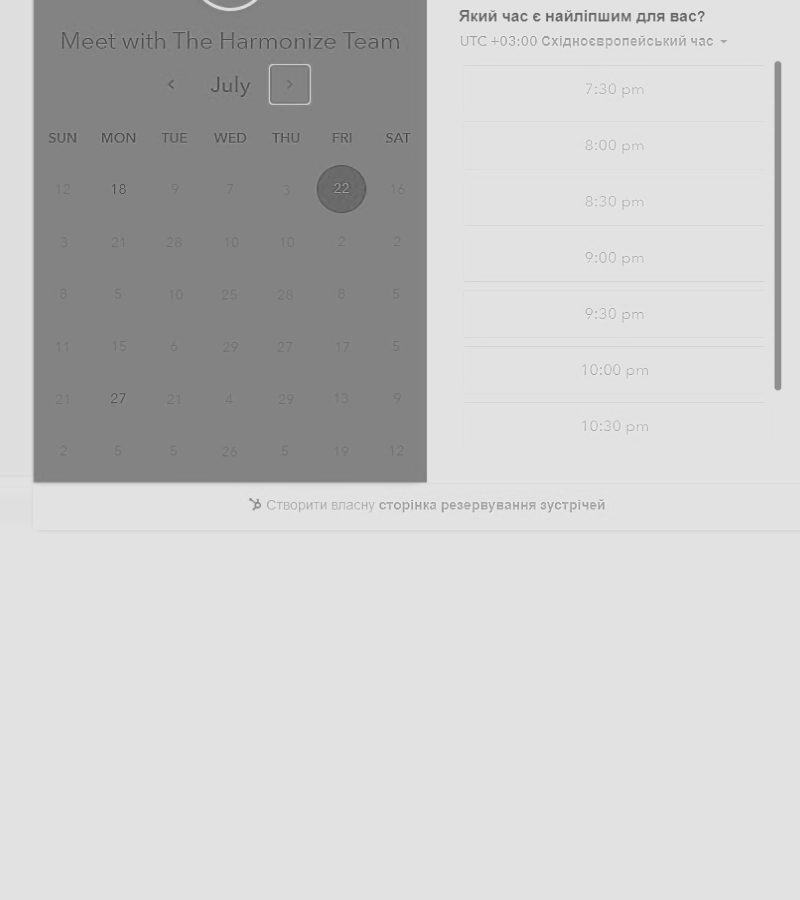 Meet with The Harmonize Team
July
SUN MON TUE WED THU FRI SAT
12 18 9 7 3 22 16
3 21 28 10 10 2 2
8 5 10 25 28 8 5
11 15 6 29 27 17 5
21 27 21 4 29 13 9
2 5 5 26 5 19 12
Який час є найліпшим для вас?
UTC +03:00 Східноєвропейський час
7:30 pm
8:00 pm
8:30 pm
9:00 pm
9:30 pm
10:00 pm
10:30 pm
Створити власну сторінка резервування зустрічей